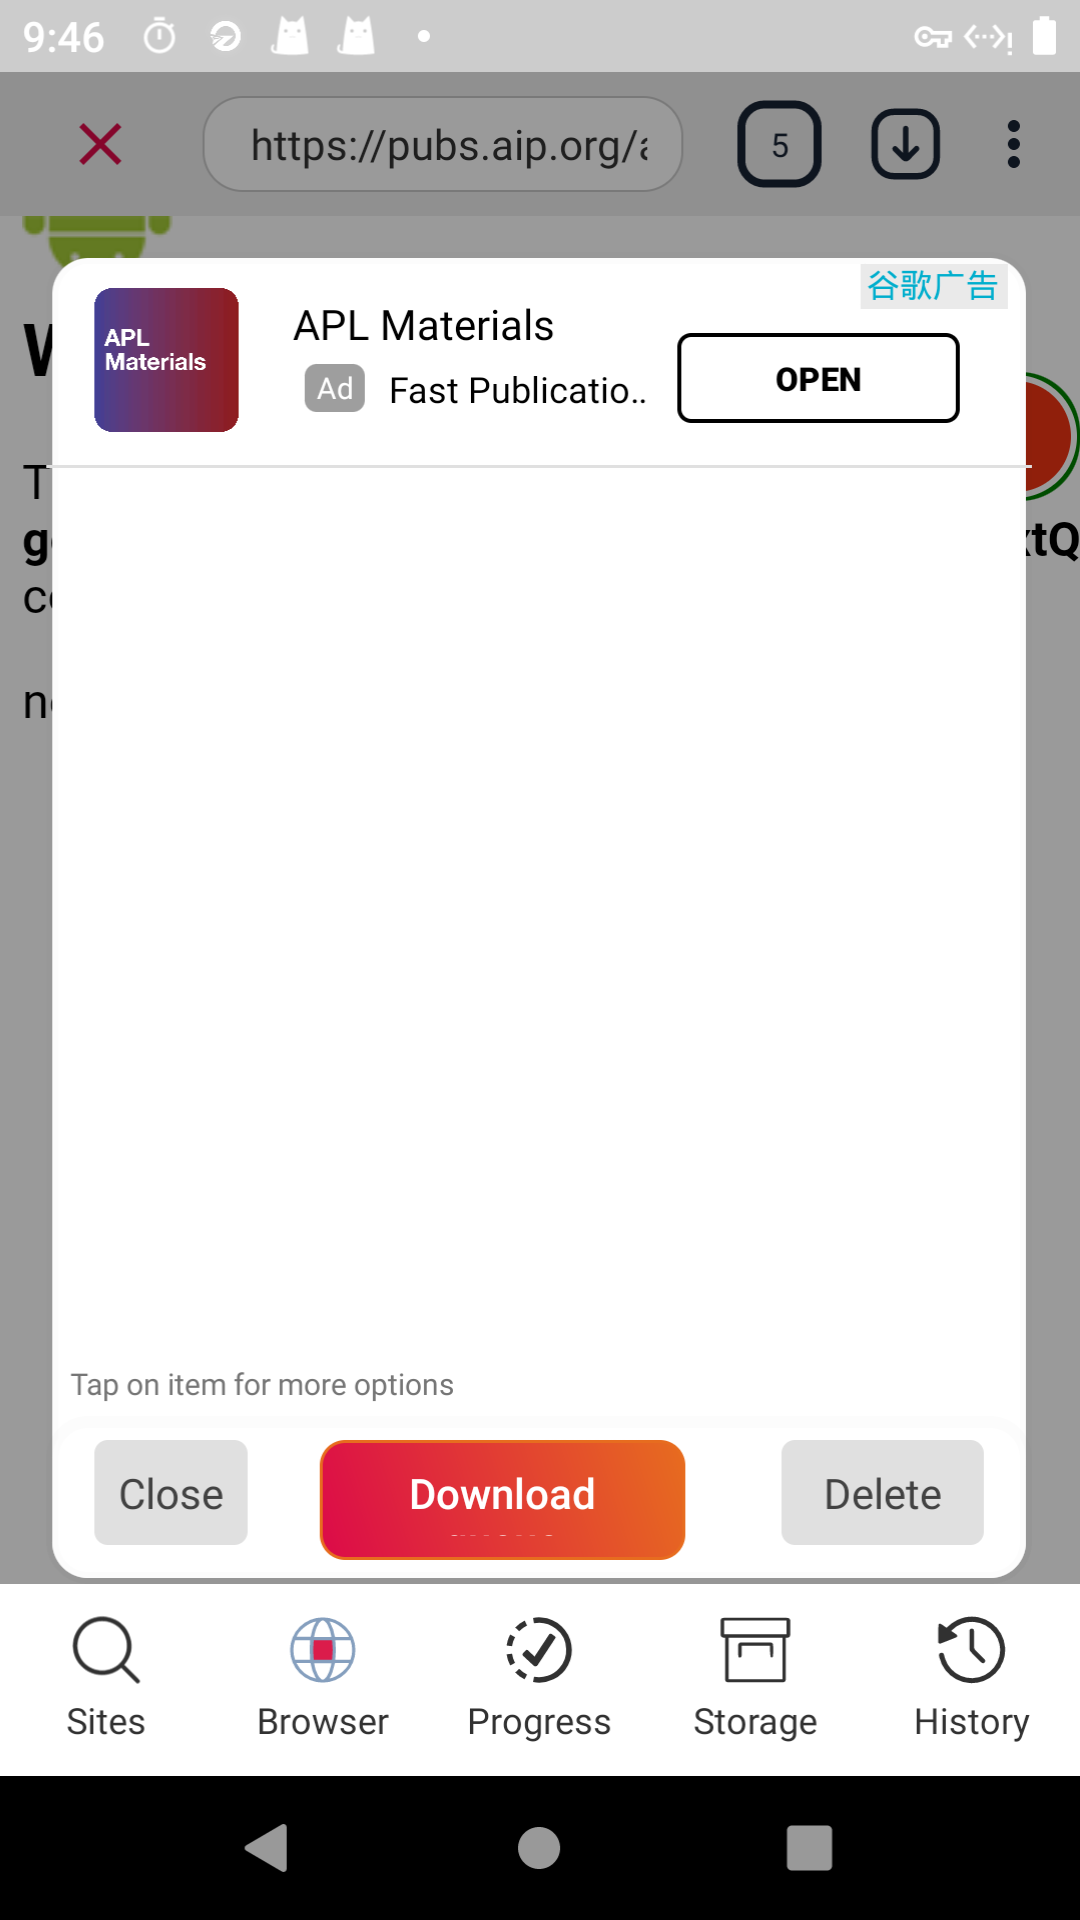 9:46
https://pubs.aip.org/
5
谷歌广告
APL
Materials
APL Materials
Ad Fast Publicatio..
OPEN
Tap on item for more options
Close
Download
Delete
Sites
Browser
Progress
Storage
History